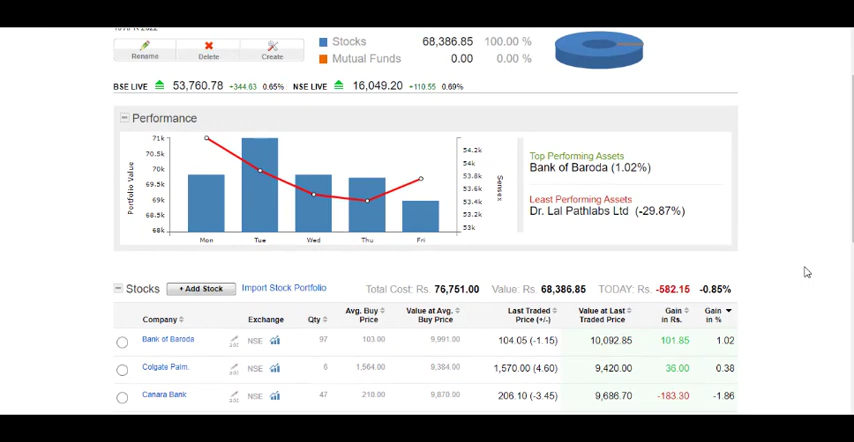 Stocks 68,386.85 100.00 %
Mutual Funds 0.00 0.00 %
Rename Delete Create
BSE LIVE 53,760.78 +344.63 0.65% NSE LIVE 16,049.20 +110.55 0.69%
Performance
71k
70.5k
70k
69.5k
69k
68.5k
68k
Portfolio Value
Mon Tue Wed Thu Fri
54.2k
54k
53.8k
53.6k
53.4k
53.2k
53k
Sensex
Top Performing Assets
Bank of Baroda (1.02%)
Least Performing Assets
Dr. Lal Pathlabs Ltd (-29.87%)
Stocks + Add Stock Import Stock Portfolio Total Cost: Rs. 76,751.00 Value: Rs. 68,386.85 TODAY: Rs. -582.15 -0.85%
Company Exchange Qty Avg. Buy Price Value at Avg. Buy Price Last Traded Price (+/-) Value at Last Traded Price Gain in Rs. Gain in %
Bank of Baroda NSE 97 103.00 9,991.00 104.05 (-1.15) 10,092.85 101.85 1.02
Colgate Palm. NSE 6 1,564.00 9,384.00 1,570.00 (4.60) 9,420.00 36.00 0.38
Canara Bank NSE 47 210.00 9,870.00 206.10 (-3.45) 9,686.70 -183.30 -1.86